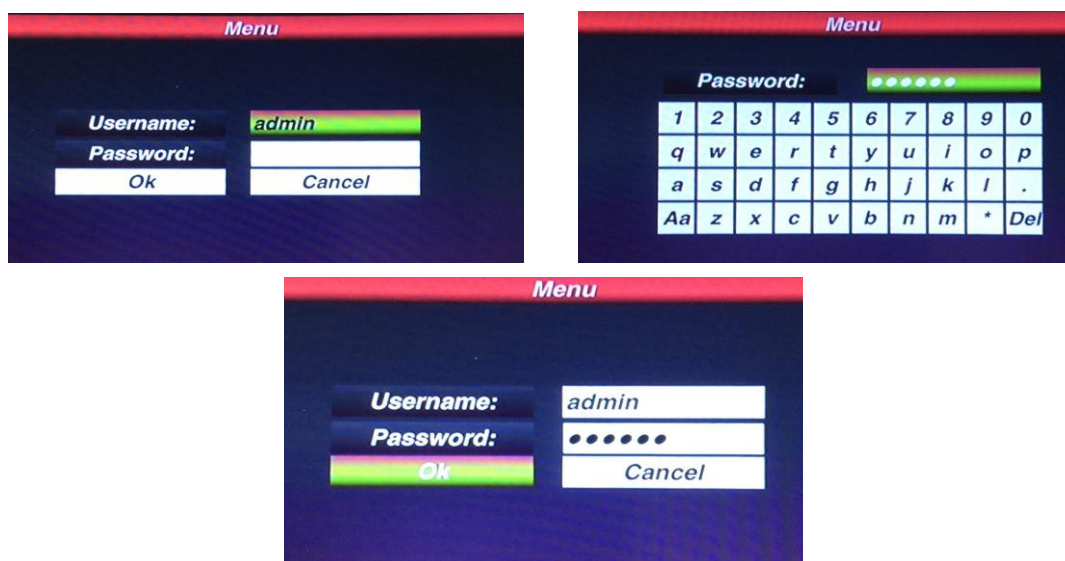 Menu
Username: admin
Password:
Ok Cancel
Menu
Password: ●●●●●●
1 2 3 4 5 6 7 8 9 0
q w e r t y u i o p
a s d f g h j k l .
Aa z x c v b n m * Del
Menu
Username: admin
Password: ●●●●●●
Ok Cancel